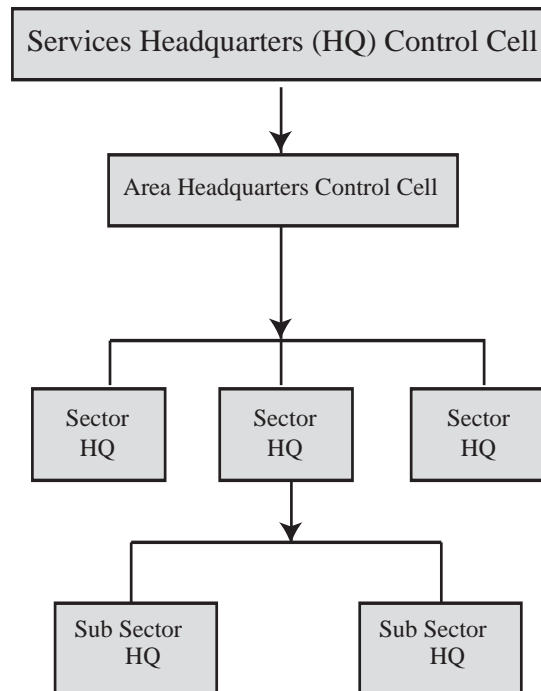 Services Headquarters (HQ) Control Cell
Area Headquarters Control Cell
Sector
HQ
Sector
HQ
Sector
HQ
Sub Sector
HQ
Sub Sector
HQ